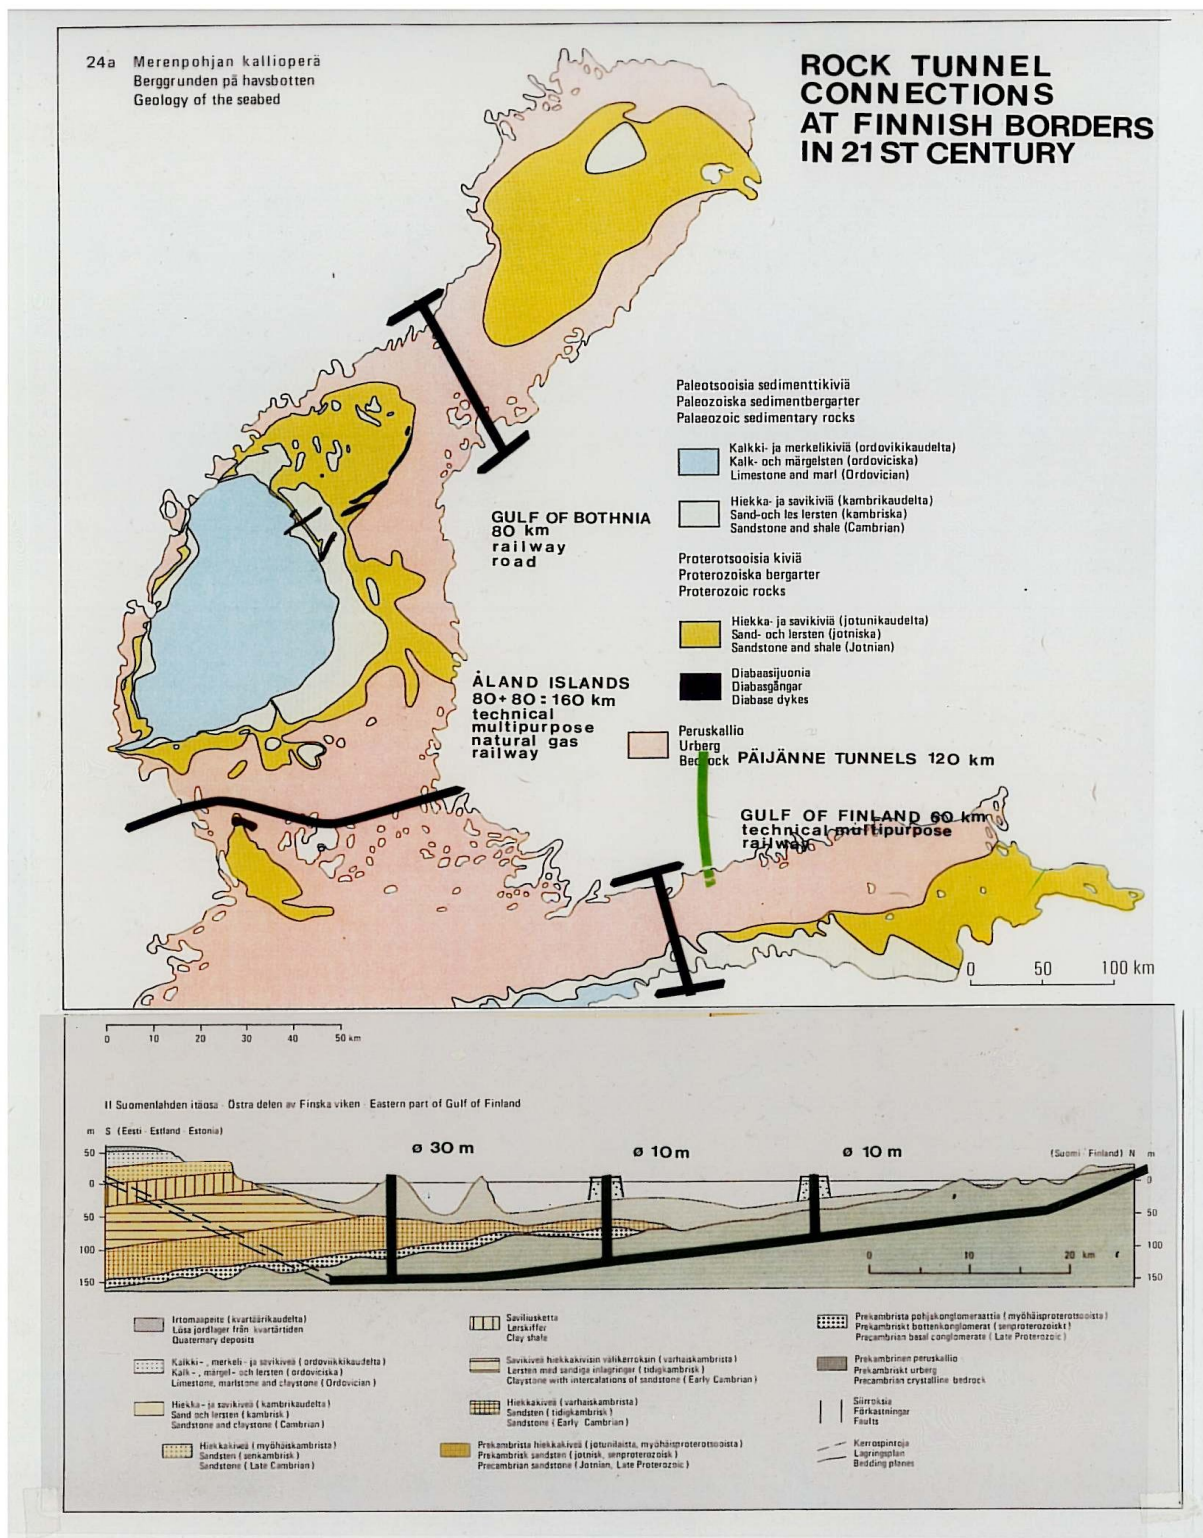 24a Merenpohjan kallioperä
Berggrunden på havsbotten
Geology of the seabed
ROCK TUNNEL
CONNECTIONS
AT FINNISH BORDERS
IN 21ST CENTURY
Paleotsooisia sedimenttikiviä
Paleozoiska sedimentbergarter
Palaeozoic sedimentary rocks
Kalkki- ja merkelikiviä (ordovikikaudelta)
Kalk- och märgelsten (ordoviciska)
Limestone and marl (Ordovician)
Hiekka- ja savikiviä (kambrikaudelta)
Sand-och les lersten (kambriska)
Sandstone and shale (Cambrian)
Proterotsooisia kiviä
Proterozoiska bergarter
Proterozoic rocks
Hiekka- ja savikiviä (jotunikaudelta)
Sand- och lersten (jotniska)
Sandstone and shale (Jotnian)
Diabaasijuonia
Diabasgångar
Diabase dykes
Peruskallio
Urberg
Bedrock
GULF OF BOTHNIA
80 km
railway
road
ÅLAND ISLANDS
80+80=160 km
technical
multipurpose
natural gas
railway
PÄIJÄNNE TUNNELS 120 km
GULF OF FINLAND 60 km
technical multipurpose
railway
0 50 100 km
0 10 20 30 40 50 km
II Suomenlahden itäosa · Östra delen av Finska viken · Eastern part of Gulf of Finland
m S (Eesti · Estland · Estonia)
(Suomi · Finland) N m
ø 30 m
ø 10 m
ø 10 m
50
0
50
100
150
0
50
100
150
0 10 20 km
Irtomaapeite (kvartäärikaudelta)
Lösa jordlager från kvartärtiden
Quaternary deposits
Kalkki-, merkeli- ja savikiveä (ordoviikkikaudelta)
Kalk-, märgel- och lersten (ordoviciska)
Limestone, marlstone and claystone (Ordovician)
Hiekka- ja savikiveä (kambrikaudelta)
Sand och lersten (kambrisk)
Sandstone and claystone (Cambrian)
Hiekkakiveä (myöhäiskambrista)
Sandsten (senkambrisk)
Sandstone (Late Cambrian)
Saviliusketta
Lerskiffer
Clay shale
Savikiveä hiekkakivisin välikerroksin (varhaiskambrista)
Lersten med sandiga inlagringar (tidigkambrisk)
Claystone with intercalations of sandstone (Early Cambrian)
Hiekkakiveä (varhaiskambrista)
Sandsten (tidigkambrisk)
Sandstone (Early Cambrian)
Prekambrista hiekkakiveä (jotunilaista, myöhäisproterotsooista)
Prekambrisk sandsten (jotnisk, senproterozoisk)
Precambrian sandstone (Jotnian, Late Proterozoic)
Prekambrista pohjakonglomeraattia (myöhäisproterotsooista)
Prekambriskt bottenkonglomerat (senproterozoiskt)
Precambrian basal conglomerate (Late Proterozoic)
Prekambrinen peruskallio
Prekambriskt urberg
Precambrian crystalline bedrock
Siirroksia
Förkastningar
Faults
Kerrospintoja
Lagringsplan
Bedding planes